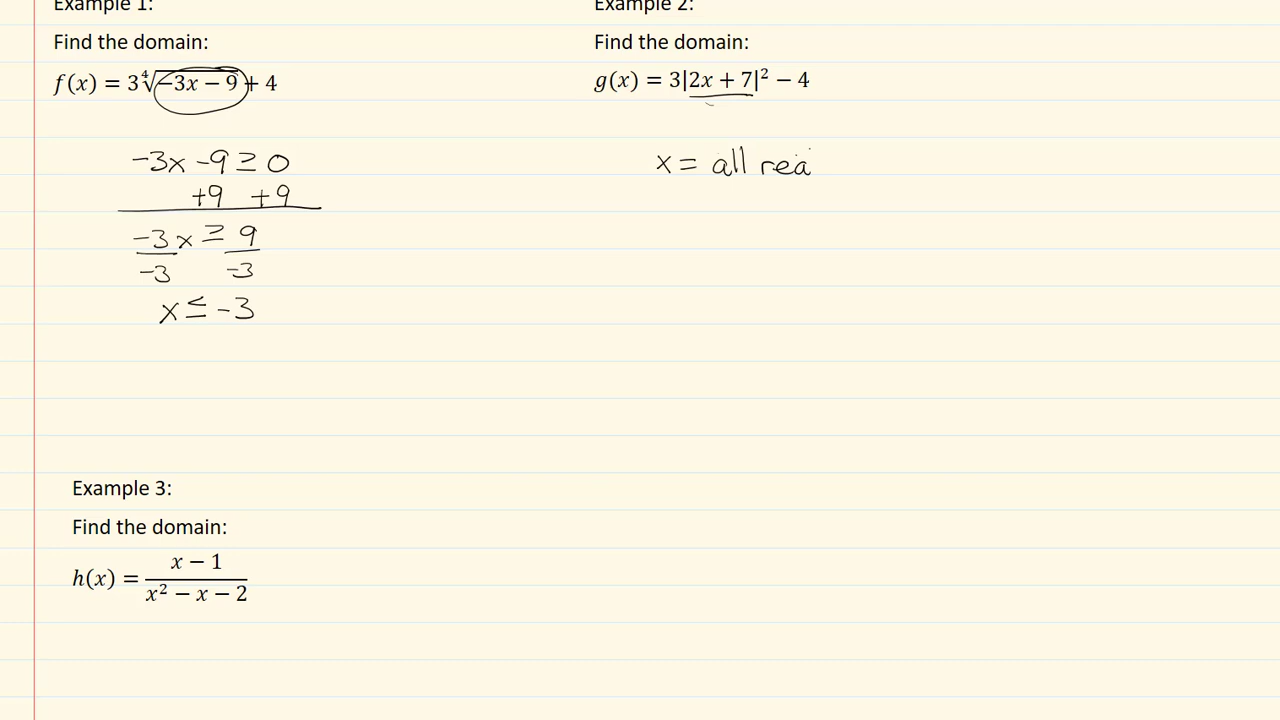 Example 1:
Find the domain:
f(x) = 3∜(−3x − 9) + 4
-3x -9 ≥ 0
+9 +9
-3x ≥ 9
-3 -3
x ≤ -3
Example 2:
Find the domain:
g(x) = 3|2x + 7|² − 4
x = all rea
Example 3:
Find the domain:
h(x) = (x − 1)/(x² − x − 2)